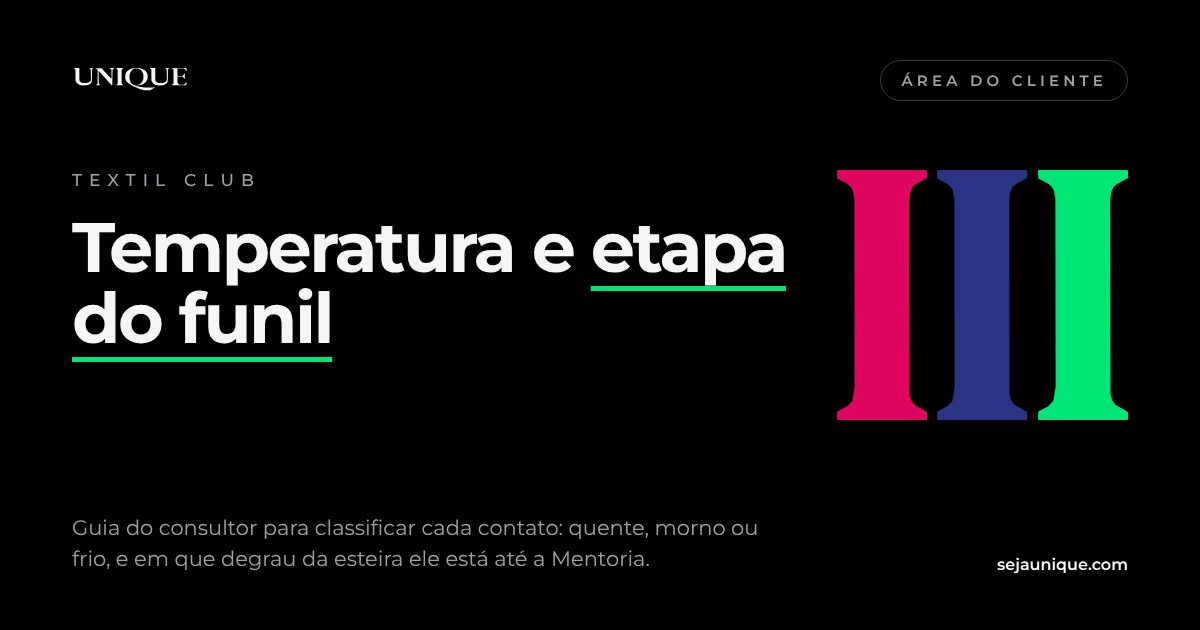 UNIQUE
ÁREA DO CLIENTE
TEXTIL CLUB
Temperatura e etapa
do funil
Guia do consultor para classificar cada contato: quente, morno ou
frio, e em que degrau da esteira ele está até a Mentoria.
sejaunique.com